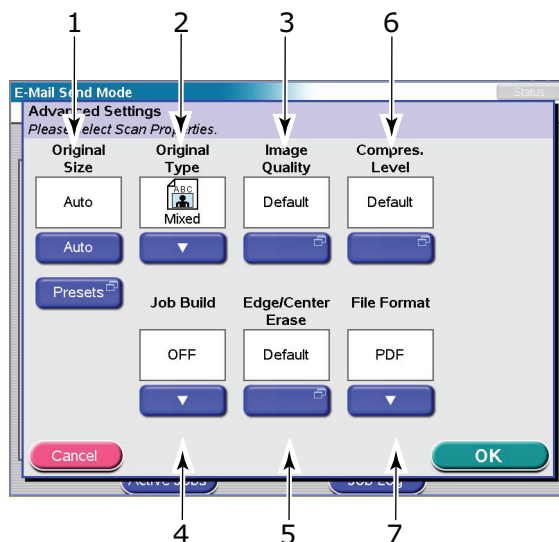 1 2 3 6
E-Mail Send Mode
Status
Advanced Settings
Please Select Scan Properties.
Original Size
Original Type
Image Quality
Compres. Level
Auto
ABC
Mixed
Default
Default
Auto
Presets
Job Build
Edge/Center Erase
File Format
OFF
Default
PDF
Cancel
OK
Active Jobs
Job Log
4 5 7